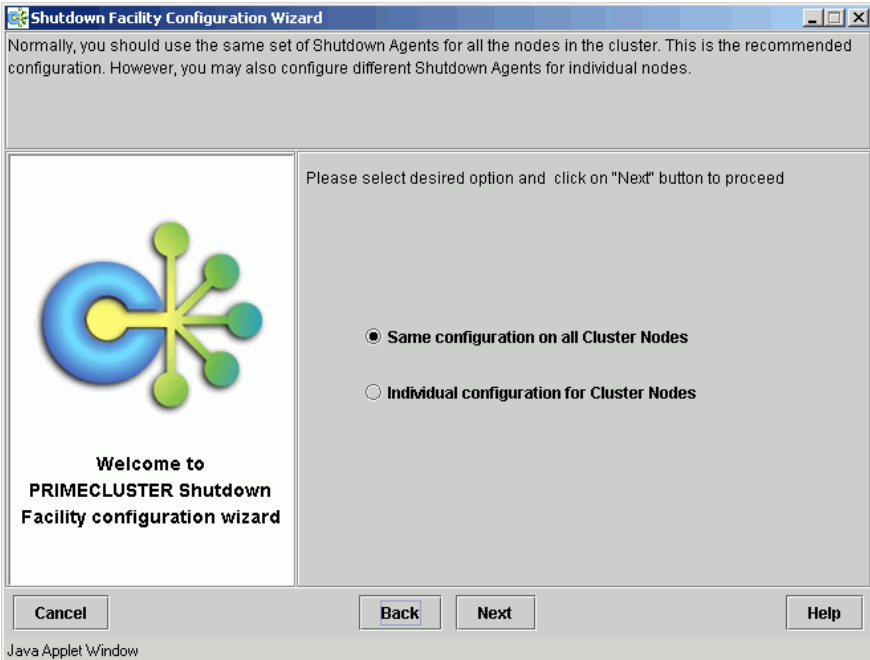 Shutdown Facility Configuration Wizard
Normally, you should use the same set of Shutdown Agents for all the nodes in the cluster. This is the recommended
configuration. However, you may also configure different Shutdown Agents for individual nodes.
Please select desired option and click on "Next" button to proceed
Same configuration on all Cluster Nodes
Individual configuration for Cluster Nodes
Welcome to
PRIMECLUSTER Shutdown
Facility configuration wizard
Cancel
Back
Next
Help
Java Applet Window